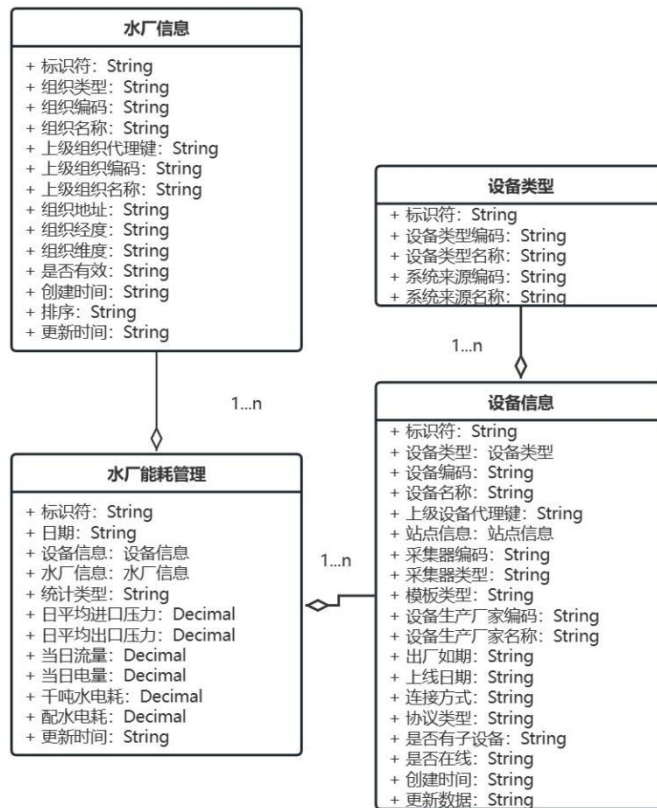 水厂信息
+ 标识符：String
+ 组织类型：String
+ 组织编码：String
+ 组织名称：String
+ 上级组织代理键：String
+ 上级组织编码：String
+ 上级组织名称：String
+ 组织地址：String
+ 组织经度：String
+ 组织维度：String
+ 是否有效：String
+ 创建时间：String
+ 排序：String
+ 更新时间：String
设备类型
+ 标识符：String
+ 设备类型编码：String
+ 设备类型名称：String
+ 系统来源编码：String
+ 系统来源名称：String
1...n
1...n
水厂能耗管理
+ 标识符：String
+ 日期：String
+ 设备信息：设备信息
+ 水厂信息：水厂信息
+ 统计类型：String
+ 日平均进口压力：Decimal
+ 日平均出口压力：Decimal
+ 当日流量：Decimal
+ 当日电量：Decimal
+ 千吨水电耗：Decimal
+ 配水电耗：Decimal
+ 更新时间：String
1...n
设备信息
+ 标识符：String
+ 设备类型：设备类型
+ 设备编码：String
+ 设备名称：String
+ 上级设备代理键：String
+ 站点信息：站点信息
+ 采集器编码：String
+ 采集器类型：String
+ 模板类型：String
+ 设备生产厂家编码：String
+ 设备生产厂家名称：String
+ 出厂如期：String
+ 上线日期：String
+ 连接方式：String
+ 协议类型：String
+ 是否有子设备：String
+ 是否在线：String
+ 创建时间：String
+ 更新数据：String